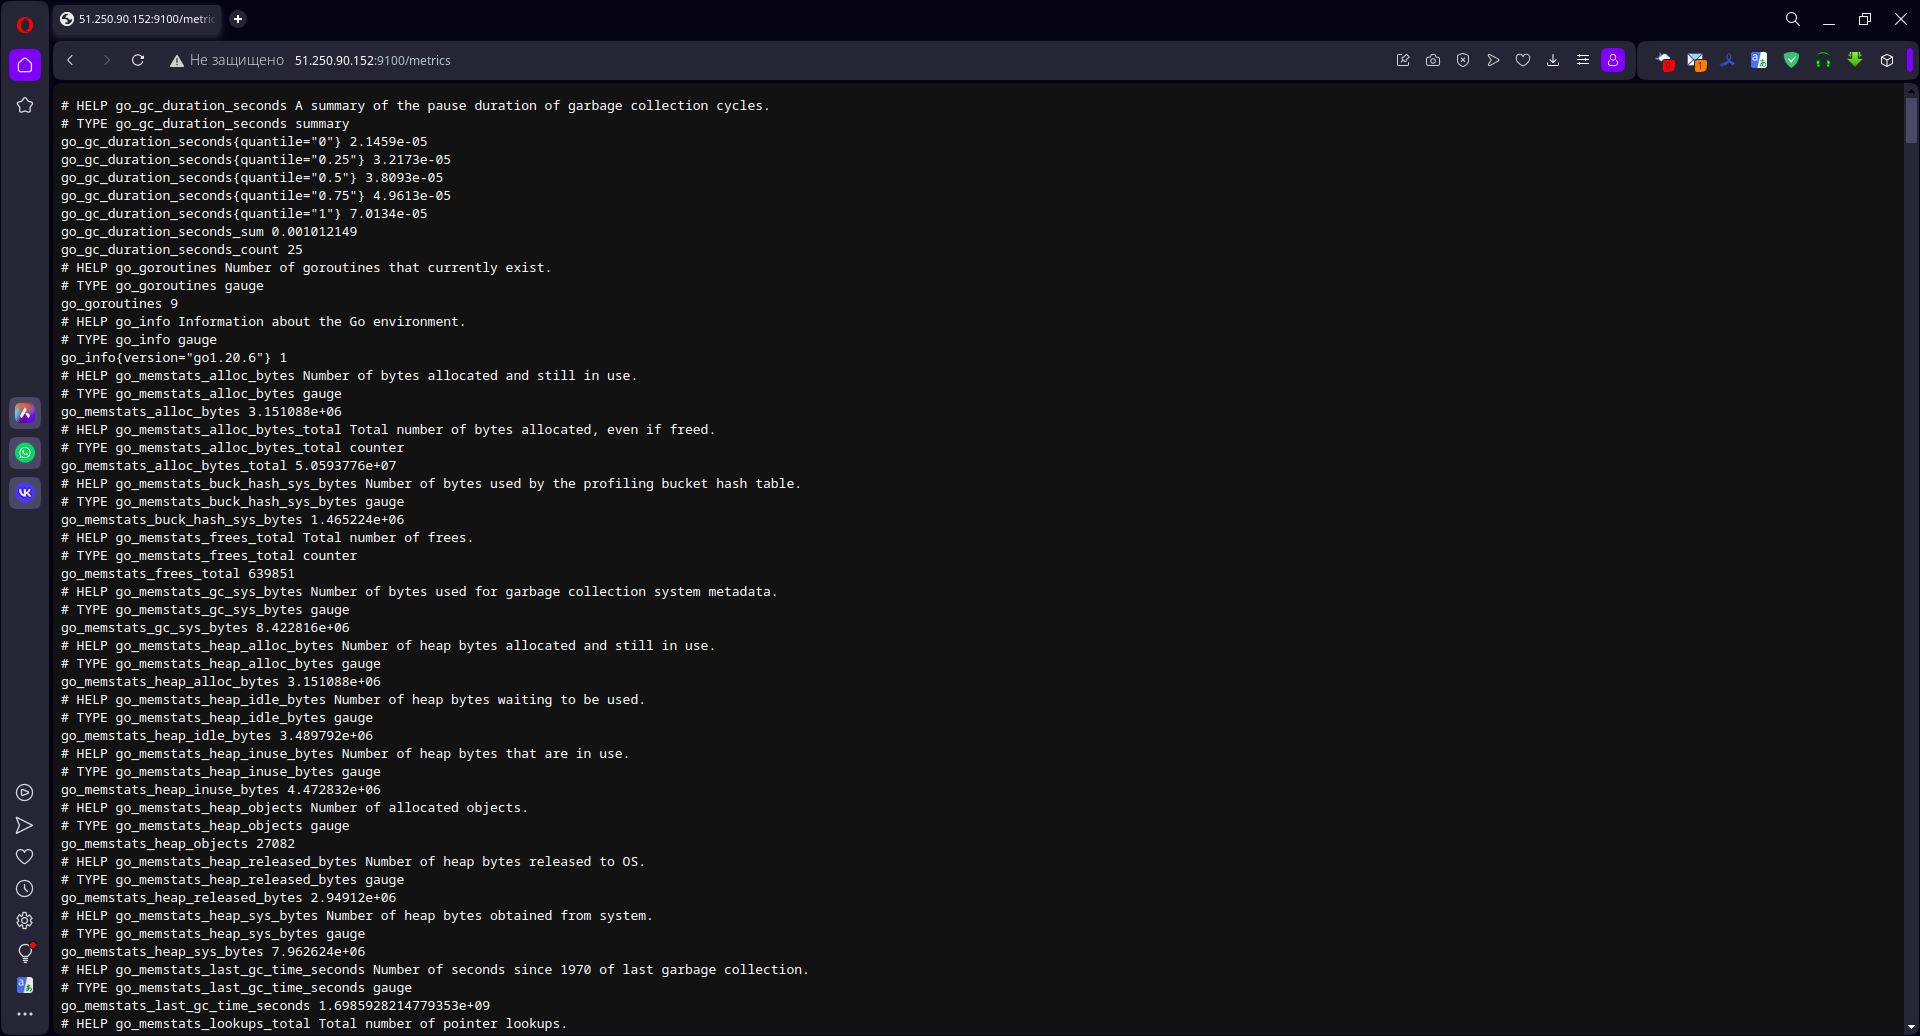 51.250.90.152:9100/metric
Не защищено 51.250.90.152:9100/metrics
# HELP go_gc_duration_seconds A summary of the pause duration of garbage collection cycles.
# TYPE go_gc_duration_seconds summary
go_gc_duration_seconds{quantile="0"} 2.1459e-05
go_gc_duration_seconds{quantile="0.25"} 3.2173e-05
go_gc_duration_seconds{quantile="0.5"} 3.8093e-05
go_gc_duration_seconds{quantile="0.75"} 4.9613e-05
go_gc_duration_seconds{quantile="1"} 7.0134e-05
go_gc_duration_seconds_sum 0.001012149
go_gc_duration_seconds_count 25
# HELP go_goroutines Number of goroutines that currently exist.
# TYPE go_goroutines gauge
go_goroutines 9
# HELP go_info Information about the Go environment.
# TYPE go_info gauge
go_info{version="go1.20.6"} 1
# HELP go_memstats_alloc_bytes Number of bytes allocated and still in use.
# TYPE go_memstats_alloc_bytes gauge
go_memstats_alloc_bytes 3.151088e+06
# HELP go_memstats_alloc_bytes_total Total number of bytes allocated, even if freed.
# TYPE go_memstats_alloc_bytes_total counter
go_memstats_alloc_bytes_total 5.0593776e+07
# HELP go_memstats_buck_hash_sys_bytes Number of bytes used by the profiling bucket hash table.
# TYPE go_memstats_buck_hash_sys_bytes gauge
go_memstats_buck_hash_sys_bytes 1.465224e+06
# HELP go_memstats_frees_total Total number of frees.
# TYPE go_memstats_frees_total counter
go_memstats_frees_total 639851
# HELP go_memstats_gc_sys_bytes Number of bytes used for garbage collection system metadata.
# TYPE go_memstats_gc_sys_bytes gauge
go_memstats_gc_sys_bytes 8.422816e+06
# HELP go_memstats_heap_alloc_bytes Number of heap bytes allocated and still in use.
# TYPE go_memstats_heap_alloc_bytes gauge
go_memstats_heap_alloc_bytes 3.151088e+06
# HELP go_memstats_heap_idle_bytes Number of heap bytes waiting to be used.
# TYPE go_memstats_heap_idle_bytes gauge
go_memstats_heap_idle_bytes 3.489792e+06
# HELP go_memstats_heap_inuse_bytes Number of heap bytes that are in use.
# TYPE go_memstats_heap_inuse_bytes gauge
go_memstats_heap_inuse_bytes 4.472832e+06
# HELP go_memstats_heap_objects Number of allocated objects.
# TYPE go_memstats_heap_objects gauge
go_memstats_heap_objects 27082
# HELP go_memstats_heap_released_bytes Number of heap bytes released to OS.
# TYPE go_memstats_heap_released_bytes gauge
go_memstats_heap_released_bytes 2.94912e+06
# HELP go_memstats_heap_sys_bytes Number of heap bytes obtained from system.
# TYPE go_memstats_heap_sys_bytes gauge
go_memstats_heap_sys_bytes 7.962624e+06
# HELP go_memstats_last_gc_time_seconds Number of seconds since 1970 of last garbage collection.
# TYPE go_memstats_last_gc_time_seconds gauge
go_memstats_last_gc_time_seconds 1.6985928214779353e+09
# HELP go_memstats_lookups_total Total number of pointer lookups.